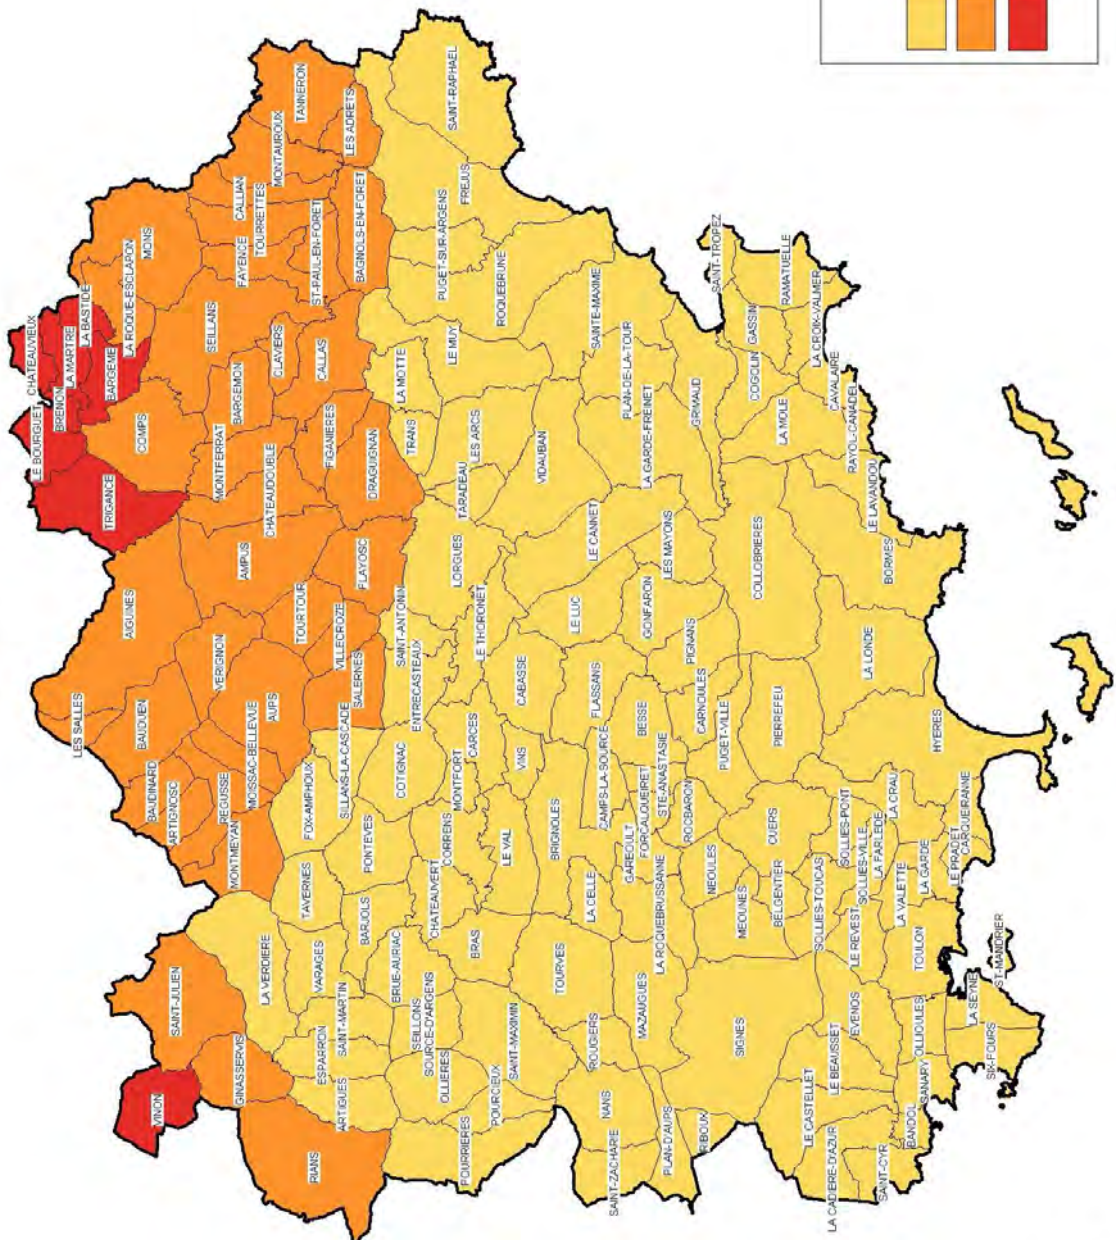 CHATEAUVIEUX
LE BOURGUET
LA MARTRE
BRENON
LA BASTIDE
BARGEME
LA ROQUE-ESCLAPON
TRIGANCE
COMPS
MONS
TANNERON
LES ADRETS
MONTAUROUX
CALLIAN
TOURRETTES
FAYENCE
ST-PAUL-EN-FORET
BAGNOLS-EN-FORET
SEILLANS
CLAVIERS
CALLAS
BARGEMON
MONTFERRAT
CHATEAUDOUBLE
FIGANIERES
DRAGUIGNAN
AIGUINES
AMPUS
FLAYOSC
LES SALLES
BAUDUEN
VERIGNON
TOURTOUR
VILLECROZE
SALERNES
AUPS
MOISSAC-BELLEVUE
REGUSSE
BAUDINARD
ARTIGNOSC
MONTMEYAN
SAINT-JULIEN
VINON
GINASSERVIS
RIANS
SAINT-RAPHAEL
FREJUS
PUGET-SUR-ARGENS
ROQUEBRUNE
LE MUY
LA MOTTE
TRANS
LES ARCS
TARADEAU
VIDAUBAN
SAINTE-MAXIME
PLAN-DE-LA-TOUR
LA GARDE-FREINET
GRIMAUD
SAINT-TROPEZ
GASSIN
RAMATUELLE
COGOLIN
LA CROIX-VALMER
CAVALAIRE
LA MOLE
RAYOL-CANADEL
LE LAVANDOU
BORMES
COLLOBRIERES
LA LONDE
HYERES
LORGUES
SAINT-ANTONIN
ENTRECASTEAUX
LE THORONET
LE CANNET
LES MAYONS
LE LUC
GONFARON
PIGNANS
CABASSE
FLASSANS
BESSE
CARNOULES
PUGET-VILLE
PIERREFEU
SILLANS-LA-CASCADE
FOX-AMPHOUX
COTIGNAC
CARCES
MONTFORT
VINS
CAMPS-LA-SOURCE
STE-ANASTASIE
FORCALQUEIRET
GAREOULT
ROCBARON
BRIGNOLES
LE VAL
CORRENS
CHATEAUVERT
PONTEVES
TAVERNES
BARJOLS
BRAS
LA CELLE
NEOULES
LA ROQUEBRUSSANNE
MEOUNES
BELGENTIER
CUERS
SOLLIES-PONT
SOLLIES-VILLE
SOLLIES-TOUCAS
LA FARLEDE
LA CRAU
CARQUEIRANNE
LE PRADET
LA GARDE
LA VALETTE
LE REVEST
TOULON
ST-MANDRIER
LA SEYNE
SIX-FOURS
OLLIOULES
SANARY
BANDOL
EVENOS
LE BEAUSSET
LE CASTELLET
LA CADIERE-D'AZUR
SAINT-CYR
SIGNES
RIBOUX
PLAN-D'AUPS
MAZAUGUES
TOURVES
ROUGIERS
NANS
SAINT-ZACHARIE
SAINT-MAXIMIN
POURCIEUX
POURRIERES
OLLIERES
SEILLONS
SOURCE-D'ARGENS
BRUE-AURIAC
SAINT-MARTIN
ESPARRON
ARTIGUES
VARAGES
LA VERDIERE